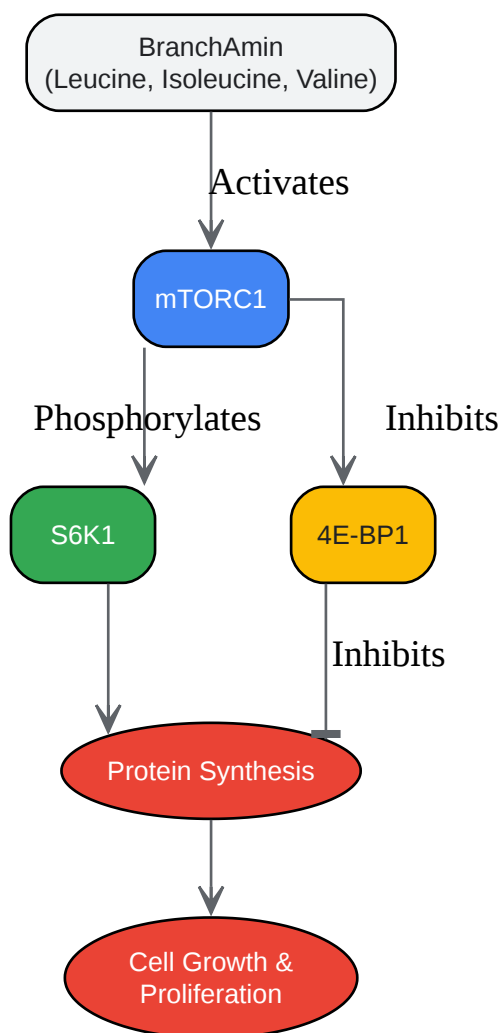 BranchAmin
(Leucine, Isoleucine, Valine)
Activates
mTORC1
Phosphorylates
Inhibits
S6K1
4E-BP1
Inhibits
Protein Synthesis
Cell Growth &
Proliferation